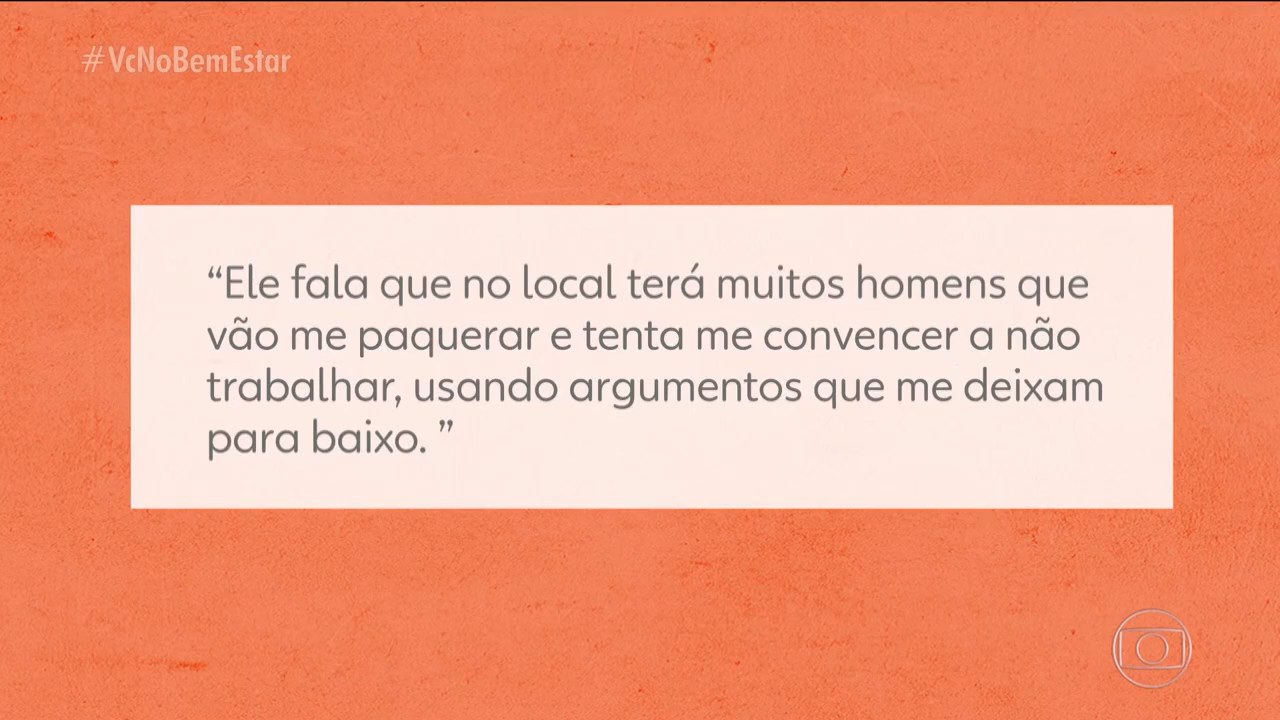 #VcNoBemEstar
“Ele fala que no local terá muitos homens que
vão me paquerar e tenta me convencer a não
trabalhar, usando argumentos que me deixam
para baixo. ”